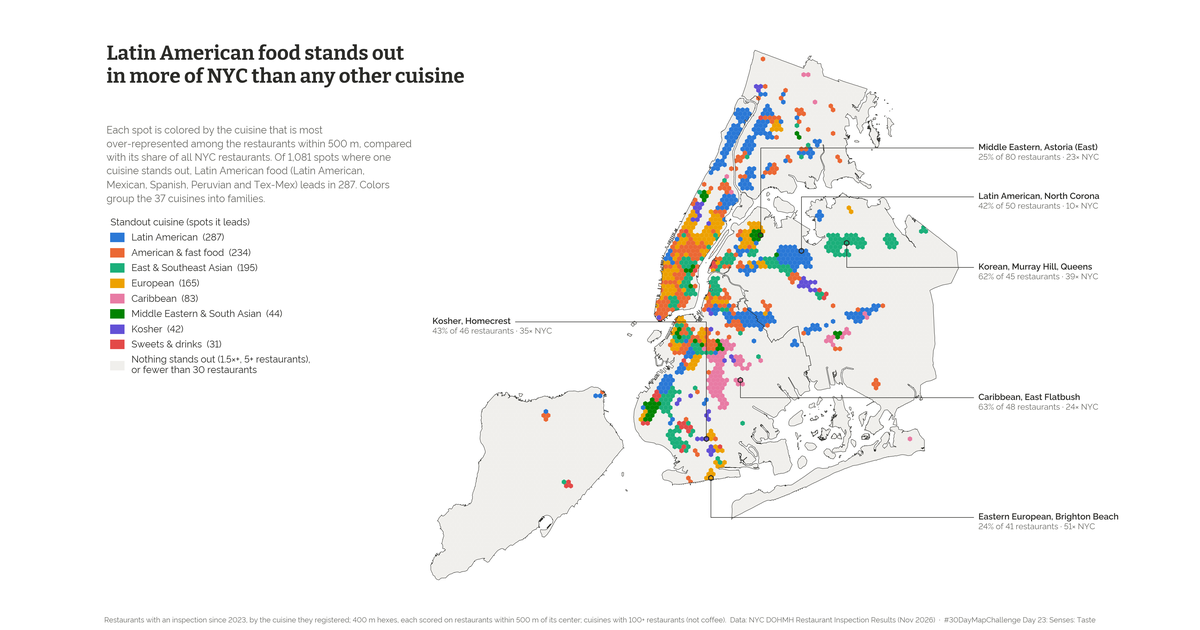 Latin American food stands out
in more of NYC than any other cuisine
Each spot is colored by the cuisine that is most
over-represented among the restaurants within 500 m, compared
with its share of all NYC restaurants. Of 1,081 spots where one
cuisine stands out, Latin American food (Latin American,
Mexican, Spanish, Peruvian and Tex-Mex) leads in 287. Colors
group the 37 cuisines into families.
Standout cuisine (spots it leads)
Latin American (287)
American & fast food (234)
East & Southeast Asian (195)
European (165)
Caribbean (83)
Middle Eastern & South Asian (44)
Kosher (42)
Sweets & drinks (31)
Nothing stands out (1.5×+, 5+ restaurants),
or fewer than 30 restaurants
Middle Eastern, Astoria (East)
25% of 80 restaurants · 23× NYC
Latin American, North Corona
42% of 50 restaurants · 10× NYC
Korean, Murray Hill, Queens
62% of 45 restaurants · 39× NYC
Kosher, Homecrest
43% of 46 restaurants · 35× NYC
Caribbean, East Flatbush
63% of 48 restaurants · 24× NYC
Eastern European, Brighton Beach
24% of 41 restaurants · 51× NYC
Restaurants with an inspection since 2023, by the cuisine they registered; 400 m hexes, each scored on restaurants within 500 m of its center; cuisines with 100+ restaurants (not coffee). Data: NYC DOHMH Restaurant Inspection Results (Nov 2026) · #30DayMapChallenge Day 23: Senses: Taste